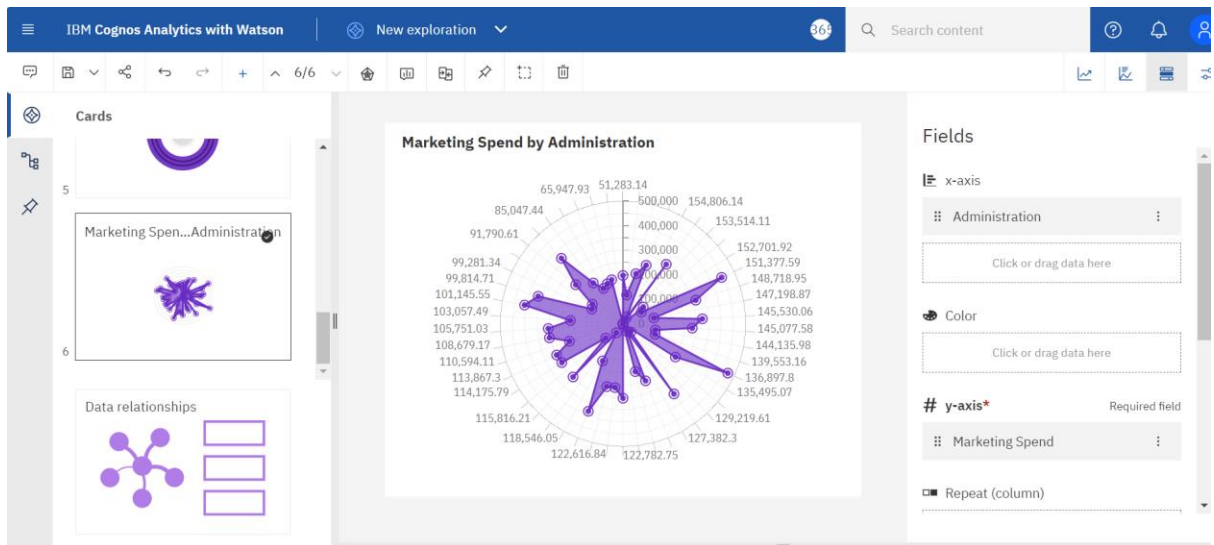 IBM Cognos Analytics with Watson
New exploration
Search content
6/6
Cards
5
Marketing Spen...Administration
6
Data relationships
Marketing Spend by Administration
51,283.14
65,947.93
85,047.44
91,790.61
99,281.34
99,814.71
101,145.55
103,057.49
105,751.03
108,679.17
110,594.11
113,867.3
114,175.79
115,816.21
118,546.05
122,616.84
122,782.75
127,382.3
129,219.61
135,495.07
136,897.8
139,553.16
144,135.98
145,077.58
145,530.06
147,198.87
148,718.95
151,377.59
152,701.92
153,514.11
154,806.14
500,000
400,000
300,000
Fields
x-axis
Administration
Click or drag data here
Color
Click or drag data here
y-axis*
Required field
Marketing Spend
Repeat (column)